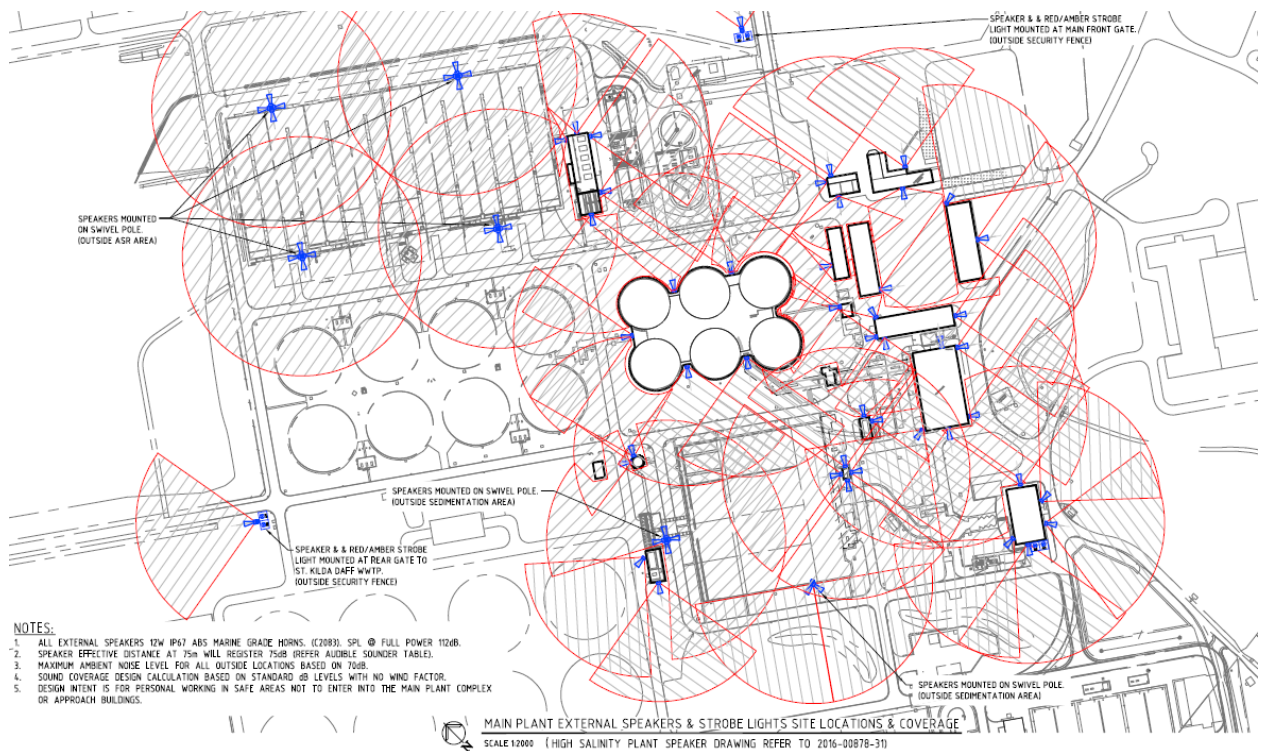 SPEAKER & & RED/AMBER STROBE
LIGHT MOUNTED AT MAIN FRONT GATE.
(OUTSIDE SECURITY FENCE)
SPEAKERS MOUNTED
ON SWIVEL POLE.
(OUTSIDE ASR AREA)
SPEAKERS MOUNTED ON SWIVEL POLE.
(OUTSIDE SEDIMENTATION AREA)
SPEAKER & & RED/AMBER STROBE
LIGHT MOUNTED AT REAR GATE TO
ST. KILDA DAFF WWTP.
(OUTSIDE SECURITY FENCE)
NOTES:
1. ALL EXTERNAL SPEAKERS 12W IP67 ABS MARINE GRADE HORNS. (C2083). SPL @ FULL POWER 112dB.
2. SPEAKER EFFECTIVE DISTANCE AT 75m WILL REGISTER 75dB (REFER AUDIBLE SOUNDER TABLE).
3. MAXIMUM AMBIENT NOISE LEVEL FOR ALL OUTSIDE LOCATIONS BASED ON 70dB.
4. SOUND COVERAGE DESIGN CALCULATION BASED ON STANDARD dB LEVELS WITH NO WIND FACTOR.
5. DESIGN INTENT IS FOR PERSONAL WORKING IN SAFE AREAS NOT TO ENTER INTO THE MAIN PLANT COMPLEX
OR APPROACH BUILDINGS.
SPEAKERS MOUNTED ON SWIVEL POLE.
(OUTSIDE SEDIMENTATION AREA)
N
MAIN PLANT EXTERNAL SPEAKERS & STROBE LIGHTS SITE LOCATIONS & COVERAGE
SCALE 1:2000 (HIGH SALINITY PLANT SPEAKER DRAWING REFER TO 2016-00878-31)